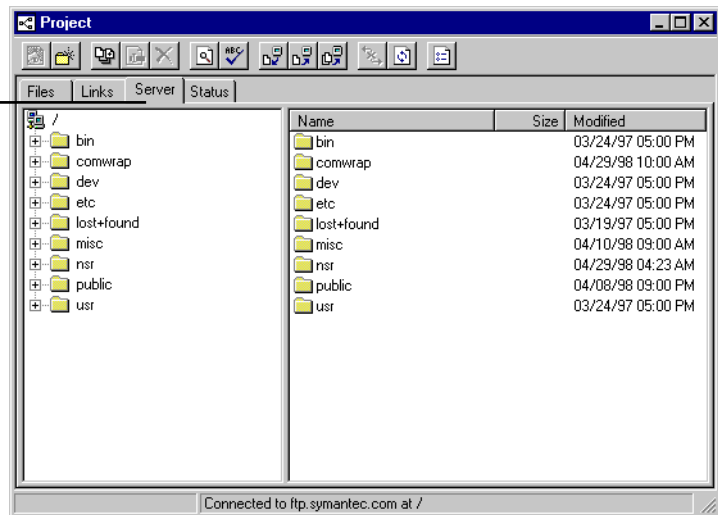 Project
ABC
Files Links Server Status
/
bin
comwrap
dev
etc
lost+found
misc
nsr
public
usr
Name Size Modified
bin 03/24/97 05:00 PM
comwrap 04/29/98 10:00 AM
dev 03/24/97 05:00 PM
etc 03/24/97 05:00 PM
lost+found 03/19/97 05:00 PM
misc 04/10/98 09:00 AM
nsr 04/29/98 04:23 AM
public 04/08/98 09:00 PM
usr 03/24/97 05:00 PM
Connected to ftp.symantec.com at /